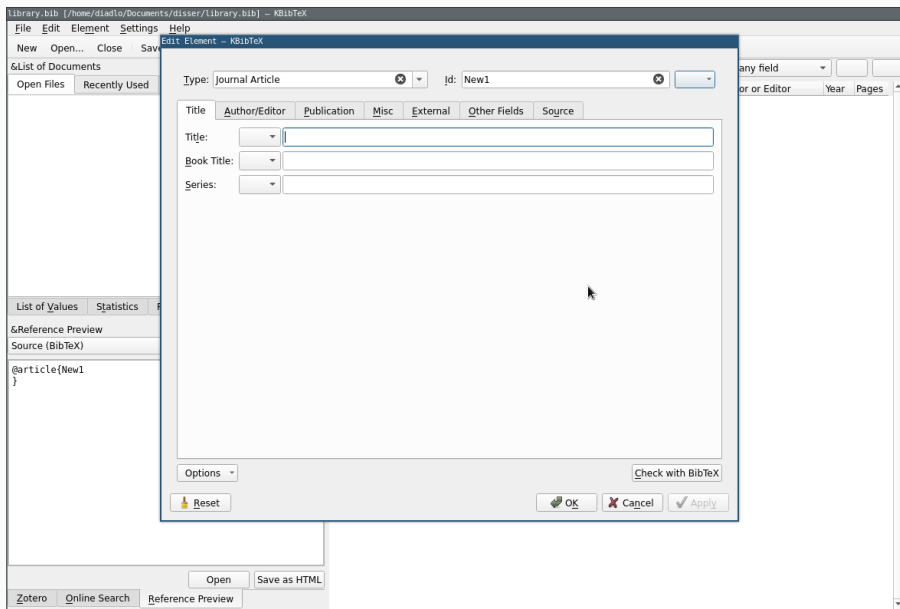 library.bib [/home/diadlo/Documents/disser/library.bib] — KBibTeX
File Edit Element Settings Help
New Open... Close Save
&List of Documents
Open Files Recently Used
any field
or or Editor Year Pages
Edit Element — KBibTeX
Type: Journal Article Id: New1
Title Author/Editor Publication Misc External Other Fields Source
Title:
Book Title:
Series:
List of Values Statistics
&Reference Preview
Source (BibTeX)
@article{New1
}
Options Check with BibTeX
Reset OK Cancel Apply
Open Save as HTML
Zotero Online Search Reference Preview